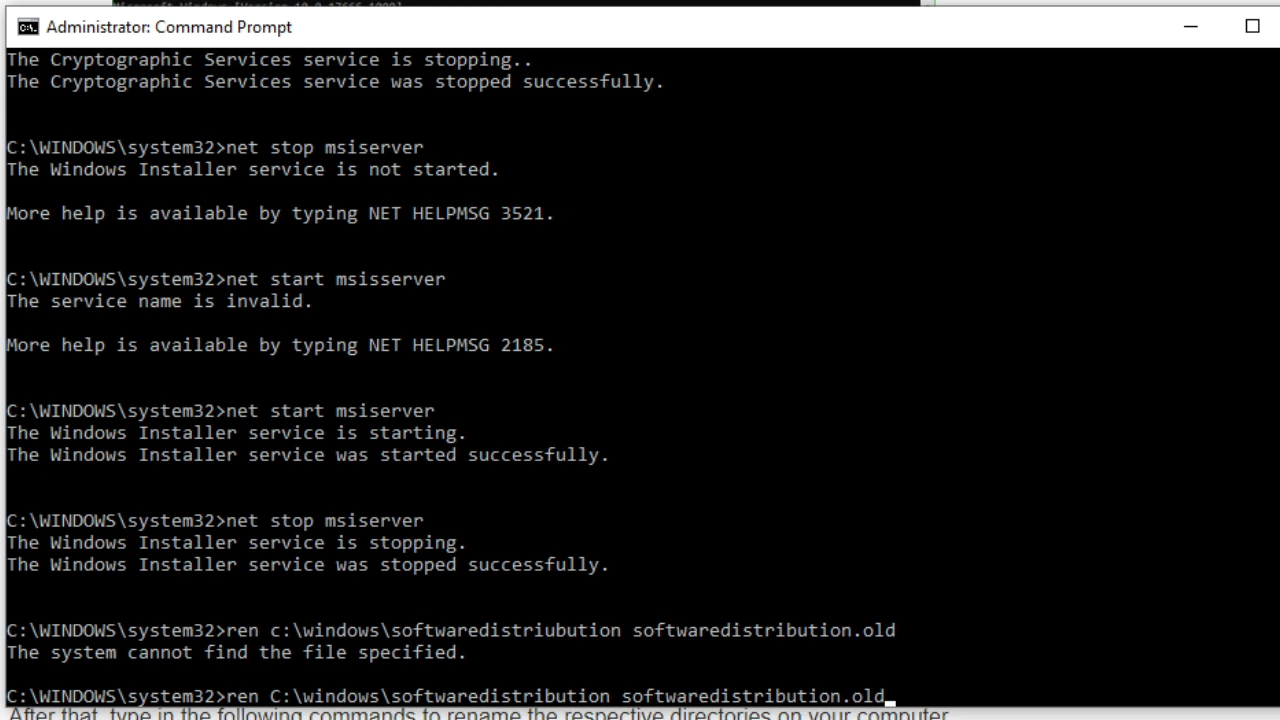 Administrator: Command Prompt
The Cryptographic Services service is stopping..
The Cryptographic Services service was stopped successfully.
C:\WINDOWS\system32>net stop msiserver
The Windows Installer service is not started.
More help is available by typing NET HELPMSG 3521.
C:\WINDOWS\system32>net start msisserver
The service name is invalid.
More help is available by typing NET HELPMSG 2185.
C:\WINDOWS\system32>net start msiserver
The Windows Installer service is starting.
The Windows Installer service was started successfully.
C:\WINDOWS\system32>net stop msiserver
The Windows Installer service is stopping.
The Windows Installer service was stopped successfully.
C:\WINDOWS\system32>ren c:\windows\softwaredistriubution softwaredistribution.old
The system cannot find the file specified.
C:\WINDOWS\system32>ren C:\windows\softwaredistribution softwaredistribution.old
After that, type in the following commands to rename the respective directories on your computer